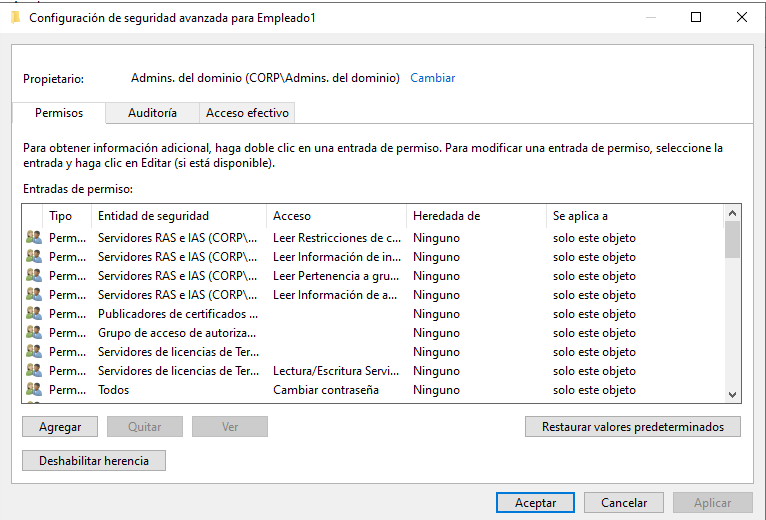 Configuración de seguridad avanzada para Empleado1
Propietario: Admins. del dominio (CORP\Admins. del dominio) Cambiar
Permisos Auditoría Acceso efectivo
Para obtener información adicional, haga doble clic en una entrada de permiso. Para modificar una entrada de permiso, seleccione la
entrada y haga clic en Editar (si está disponible).
Entradas de permiso:
Tipo Entidad de seguridad Acceso Heredada de Se aplica a
Perm... Servidores RAS e IAS (CORP\... Leer Restricciones de c... Ninguno solo este objeto
Perm... Servidores RAS e IAS (CORP\... Leer Información de in... Ninguno solo este objeto
Perm... Servidores RAS e IAS (CORP\... Leer Pertenencia a gru... Ninguno solo este objeto
Perm... Servidores RAS e IAS (CORP\... Leer Información de a... Ninguno solo este objeto
Perm... Publicadores de certificados ... Ninguno solo este objeto
Perm... Grupo de acceso de autoriza... Ninguno solo este objeto
Perm... Servidores de licencias de Ter... Ninguno solo este objeto
Perm... Servidores de licencias de Ter... Lectura/Escritura Servi... Ninguno solo este objeto
Perm... Todos Cambiar contraseña Ninguno solo este objeto
Agregar Quitar Ver Restaurar valores predeterminados
Deshabilitar herencia
Aceptar Cancelar Aplicar